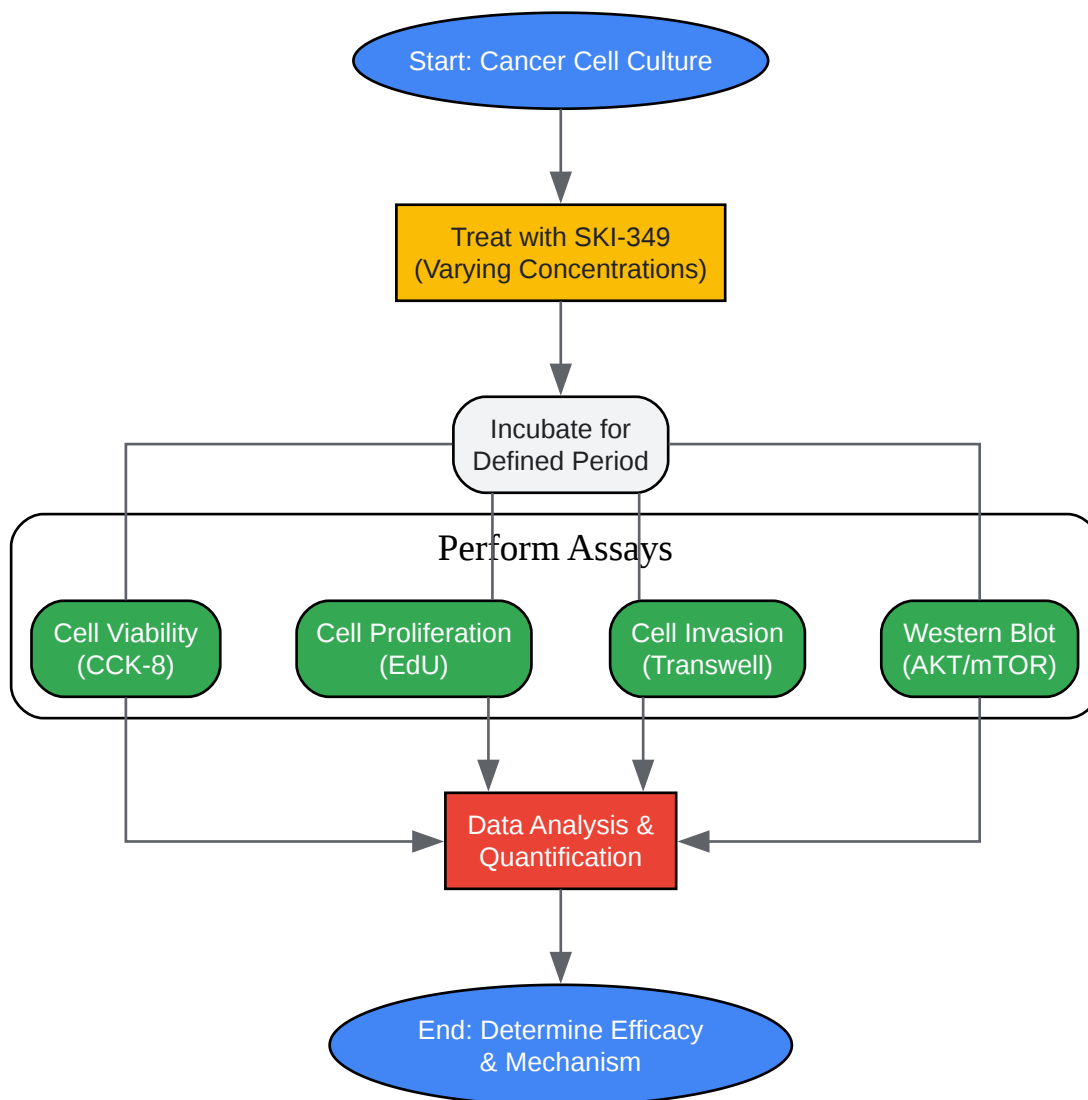 Start: Cancer Cell Culture
Treat with SKI-349
(Varying Concentrations)
Incubate for
Defined Period
Perform Assays
Cell Viability
(CCK-8)
Cell Proliferation
(EdU)
Cell Invasion
(Transwell)
Western Blot
(AKT/mTOR)
Data Analysis &
Quantification
End: Determine Efficacy
& Mechanism